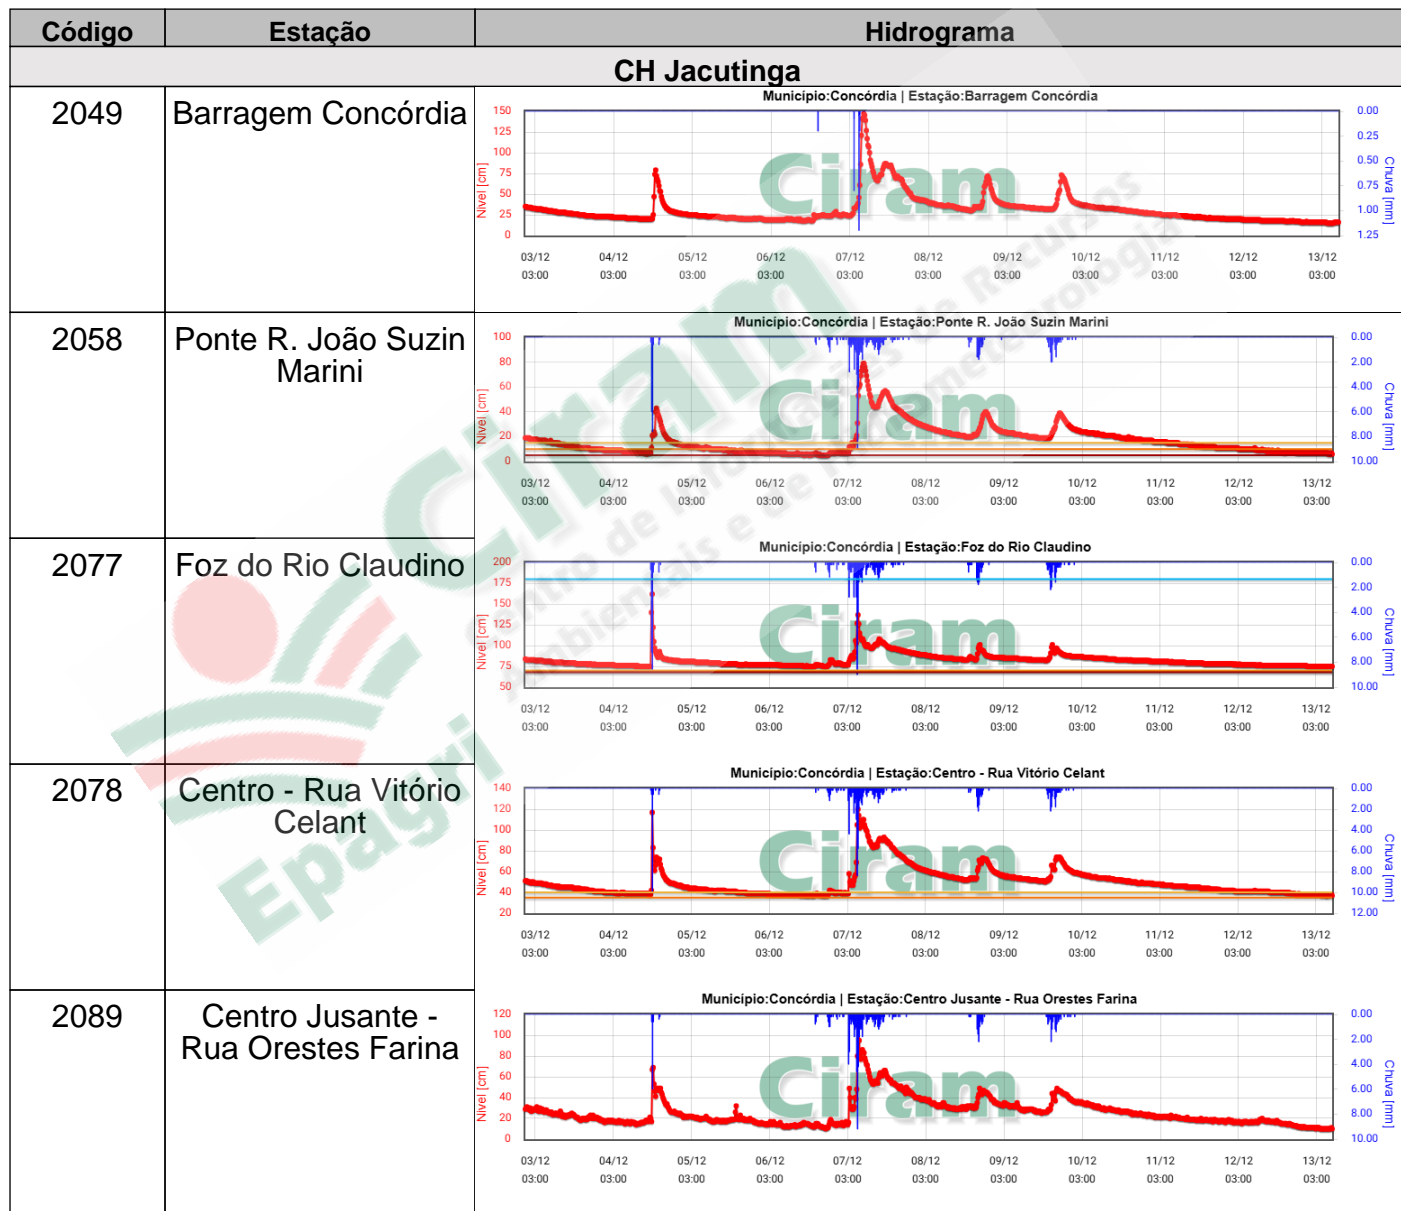 Código Estação Hidrograma
CH Jacutinga
2049 Barragem Concórdia
Município:Concórdia | Estação:Barragem Concórdia
Nível [cm]
150
125
100
75
50
25
0
Chuva [mm]
0.00
0.25
0.50
0.75
1.00
1.25
03/12 04/12 05/12 06/12 07/12 08/12 09/12 10/12 11/12 12/12 13/12
03:00 03:00 03:00 03:00 03:00 03:00 03:00 03:00 03:00 03:00 03:00
Ciram
2058 Ponte R. João Suzin
Marini
Município:Concórdia | Estação:Ponte R. João Suzin Marini
Nível [cm]
100
80
60
40
20
0
Chuva [mm]
0.00
2.00
4.00
6.00
8.00
10.00
03/12 04/12 05/12 06/12 07/12 08/12 09/12 10/12 11/12 12/12 13/12
03:00 03:00 03:00 03:00 03:00 03:00 03:00 03:00 03:00 03:00 03:00
Ciram
2077 Foz do Rio Claudino
Município:Concórdia | Estação:Foz do Rio Claudino
Nível [cm]
200
175
150
125
100
75
50
Chuva [mm]
0.00
2.00
4.00
6.00
8.00
10.00
03/12 04/12 05/12 06/12 07/12 08/12 09/12 10/12 11/12 12/12 13/12
03:00 03:00 03:00 03:00 03:00 03:00 03:00 03:00 03:00 03:00 03:00
Ciram
2078 Centro - Rua Vitório
Celant
Município:Concórdia | Estação:Centro - Rua Vitório Celant
Nível [cm]
140
120
100
80
60
40
20
Chuva [mm]
0.00
2.00
4.00
6.00
8.00
10.00
12.00
03/12 04/12 05/12 06/12 07/12 08/12 09/12 10/12 11/12 12/12 13/12
03:00 03:00 03:00 03:00 03:00 03:00 03:00 03:00 03:00 03:00 03:00
Ciram
2089 Centro Jusante -
Rua Orestes Farina
Município:Concórdia | Estação:Centro Jusante - Rua Orestes Farina
Nível [cm]
120
100
80
60
40
20
0
Chuva [mm]
0.00
2.00
4.00
6.00
8.00
10.00
03/12 04/12 05/12 06/12 07/12 08/12 09/12 10/12 11/12 12/12 13/12
03:00 03:00 03:00 03:00 03:00 03:00 03:00 03:00 03:00 03:00 03:00
Ciram
Epagri
Ciram
Centro de Informações de Recursos
Ambientais e de Hidrometeorologia